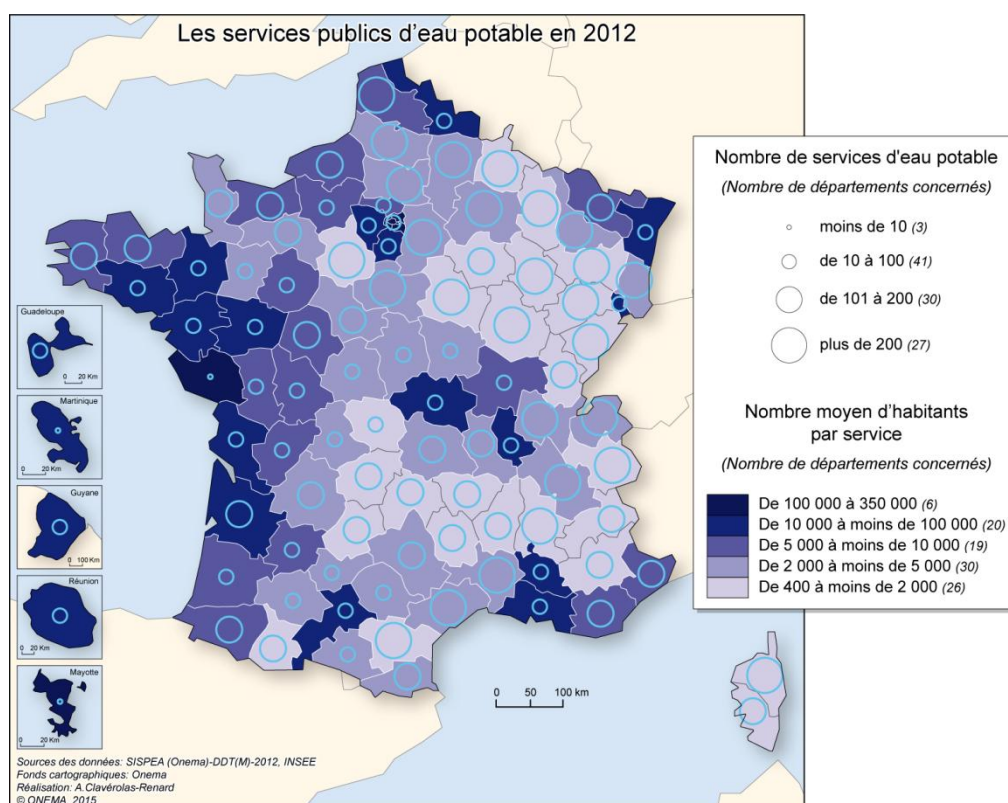 Les services publics d'eau potable en 2012
Nombre de services d'eau potable
(Nombre de départements concernés)
moins de 10 (3)
de 10 à 100 (41)
de 101 à 200 (30)
plus de 200 (27)
Nombre moyen d'habitants
par service
(Nombre de départements concernés)
De 100 000 à 350 000 (6)
De 10 000 à moins de 100 000 (20)
De 5 000 à moins de 10 000 (19)
De 2 000 à moins de 5 000 (30)
De 400 à moins de 2 000 (26)
Guadeloupe
0 20 Km
Martinique
0 20 Km
Guyane
0 100 Km
Réunion
0 20 Km
Mayotte
0 20 Km
0 50 100 km
Sources des données: SISPEA (Onema)-DDT(M)-2012, INSEE
Fonds cartographiques: Onema
Réalisation: A.Clavérolas-Renard
© ONEMA, 2015